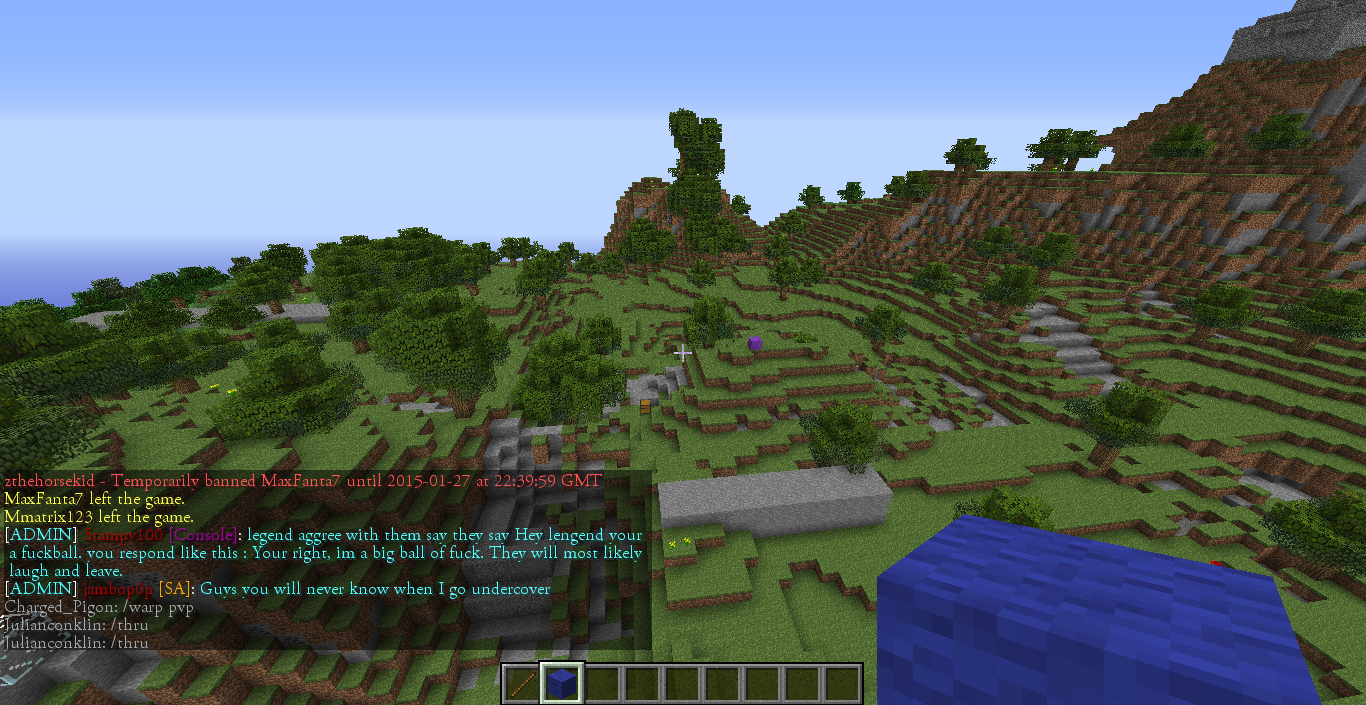 zthehorsekid - Temporarily banned MaxFanta7 until 2015-01-27 at 22:39:59 GMT
MaxFanta7 left the game.
Mmatrix123 left the game.
[ADMIN] Stampy100 [Console]: legend aggree with them say they say Hey lengend your
a fuckball. you respond like this : Your right, im a big ball of fuck. They will most likely
laugh and leave.
[ADMIN] jambop0p [SA]: Guys you will never know when I go undercover
Charged_Pigon: /warp pvp
Julianconklin: /thru
Julianconklin: /thru